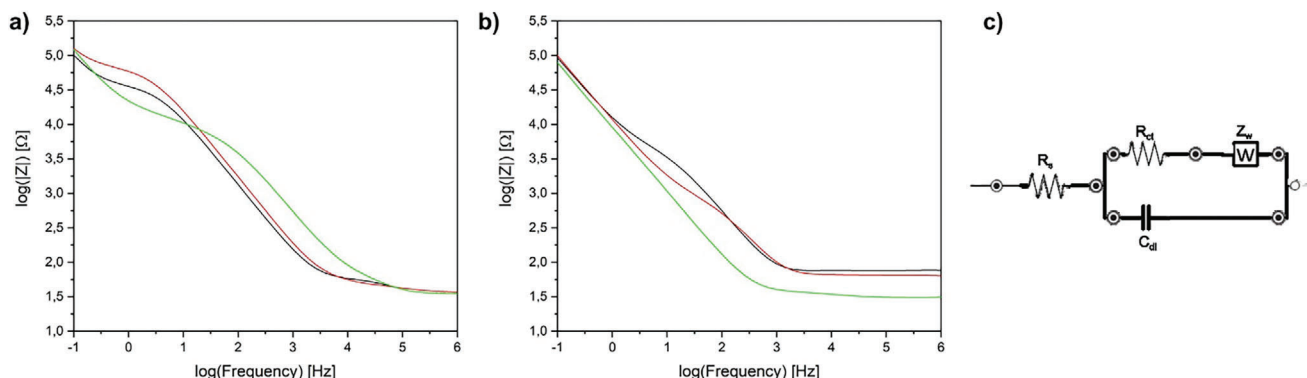 a)
5,5
5,0
4,5
4,0
3,5
3,0
2,5
2,0
1,5
1,0
log(|Z|) [Ω]
-1 0 1 2 3 4 5 6
log(Frequency) [Hz]
b)
5,5
5,0
4,5
4,0
3,5
3,0
2,5
2,0
1,5
1,0
log(|Z|) [Ω]
-1 0 1 2 3 4 5 6
log(Frequency) [Hz]
c)
Rct
Zw
W
Rs
Cdl